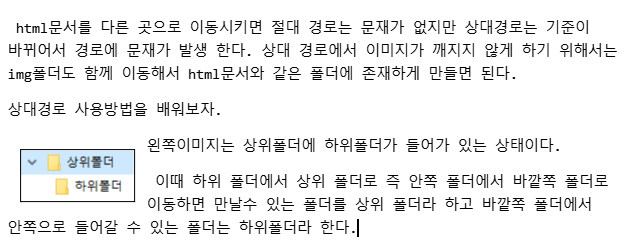 html문서를 다른 곳으로 이동시키면 절대 경로는 문재가 없지만 상대경로는 기준이
바뀌어서 경로에 문재가 발생 한다. 상대 경로에서 이미지가 깨지지 않게 하기 위해서는
img폴더도 함께 이동해서 html문서와 같은 폴더에 존재하게 만들면 된다.
상대경로 사용방법을 배워보자.
왼쪽이미지는 상위폴더에 하위폴더가 들어가 있는 상태이다.
상위폴더
하위폴더
이때 하위 폴더에서 상위 폴더로 즉 안쪽 폴더에서 바깥쪽 폴더로
이동하면 만날수 있는 폴더를 상위 폴더라 하고 바깥쪽 폴더에서
안쪽으로 들어갈 수 있는 폴더는 하위폴더라 한다.